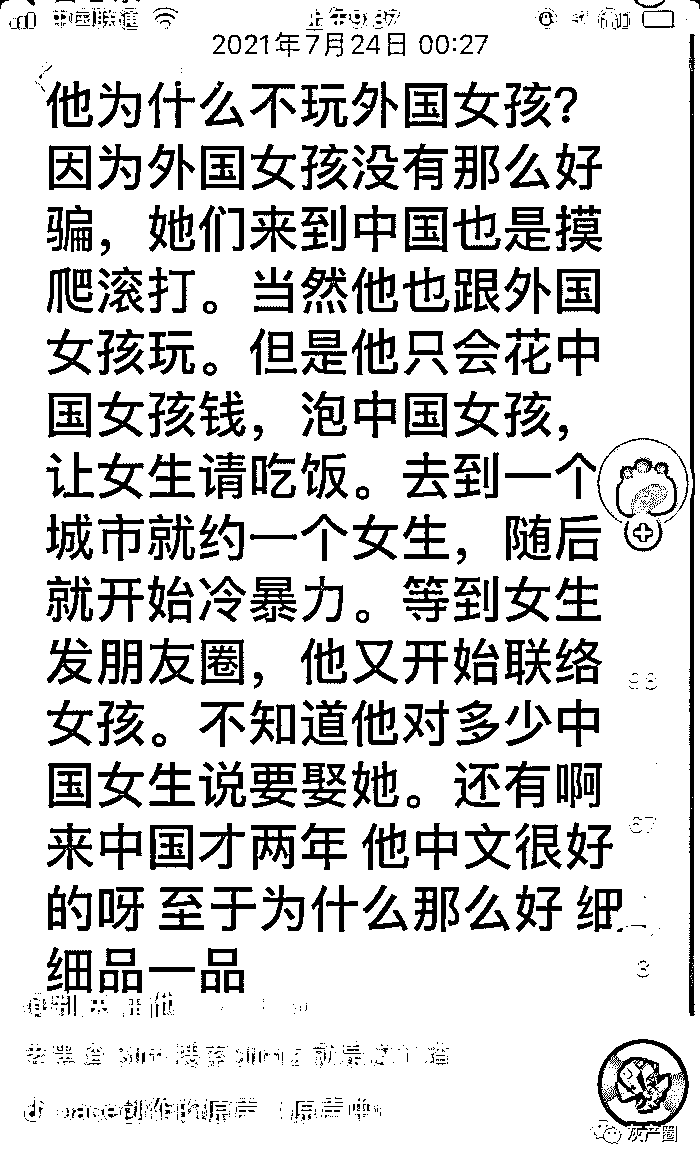 中国联通
上午9:37
2021年7月24日 00:27
他为什么不玩外国女孩?
因为外国女孩没有那么好
骗，她们来到中国也是摸
爬滚打。当然他也跟外国
女孩玩。但是他只会花中
国女孩钱，泡中国女孩，
让女生请吃饭。去到一个
城市就约一个女生，随后
就开始冷暴力。等到女生
发朋友圈，他又开始联络
女孩。不知道他对多少中
国女生说要娶她。还有啊
来中国才两年 他中文很好
的呀 至于为什么那么好 细
细品一品
67
3
灰产圈